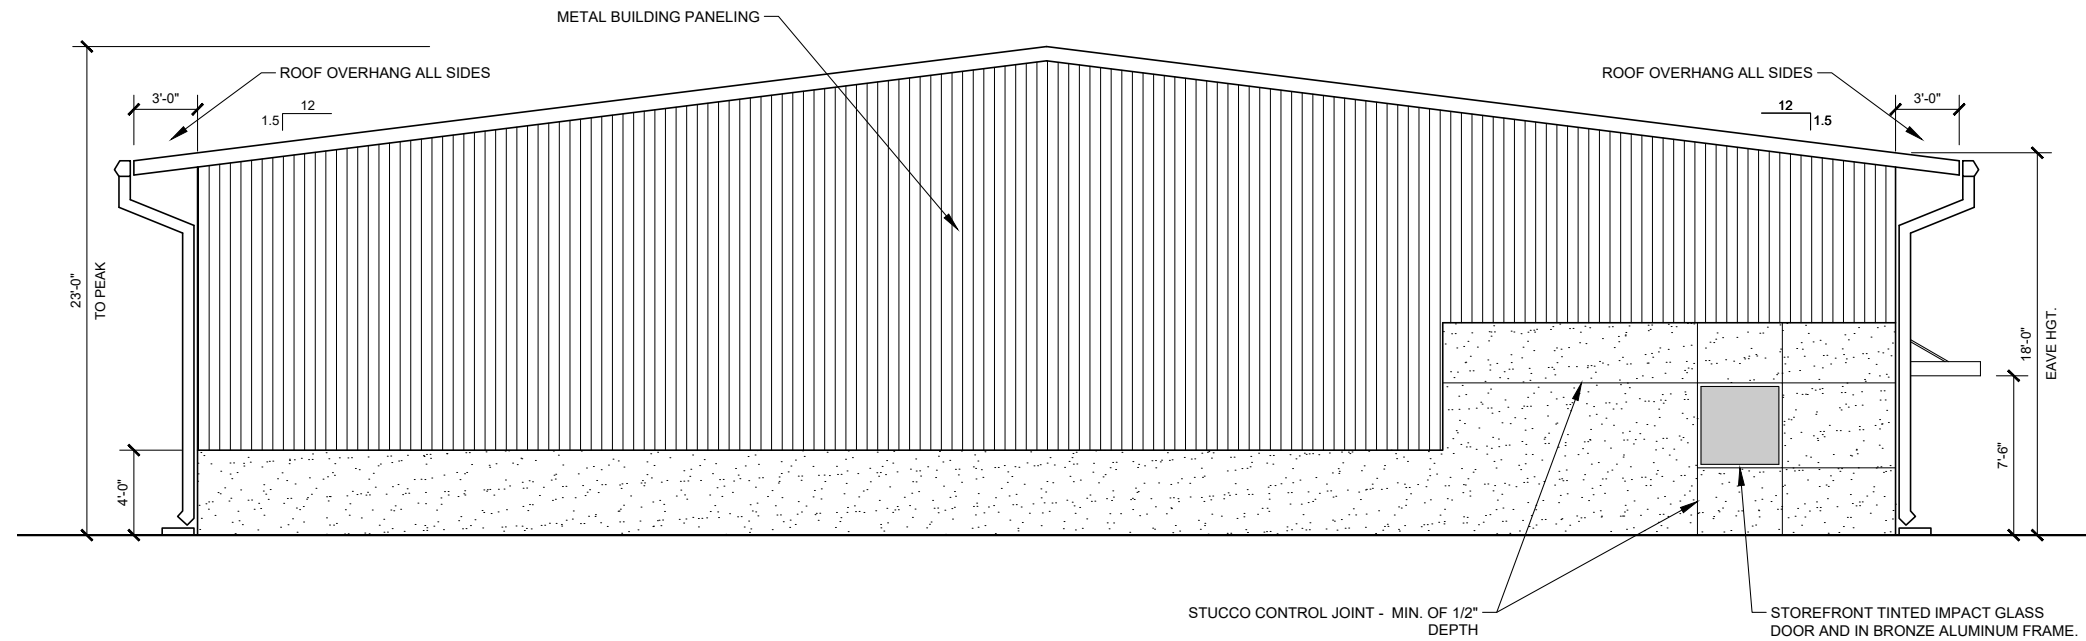 METAL BUILDING PANELING
ROOF OVERHANG ALL SIDES
ROOF OVERHANG ALL SIDES
3'-0"
12
1.5
12
1.5
3'-0"
23'-0"
TO PEAK
4'-0"
18'-0"
EAVE HGT.
7'-6"
STUCCO CONTROL JOINT - MIN. OF 1/2"
DEPTH
STOREFRONT TINTED IMPACT GLASS
DOOR AND IN BRONZE ALUMINUM FRAME.